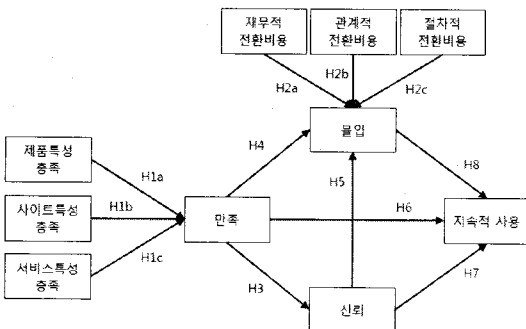 재무적
전환비용
관계적
전환비용
절차적
전환비용
H2a
H2b
H2c
몰입
제품특성
충족
사이트특성
충족
서비스특성
충족
H1a
H1b
H1c
만족
H4
H5
H8
H6
지속적 사용
H3
H7
신뢰